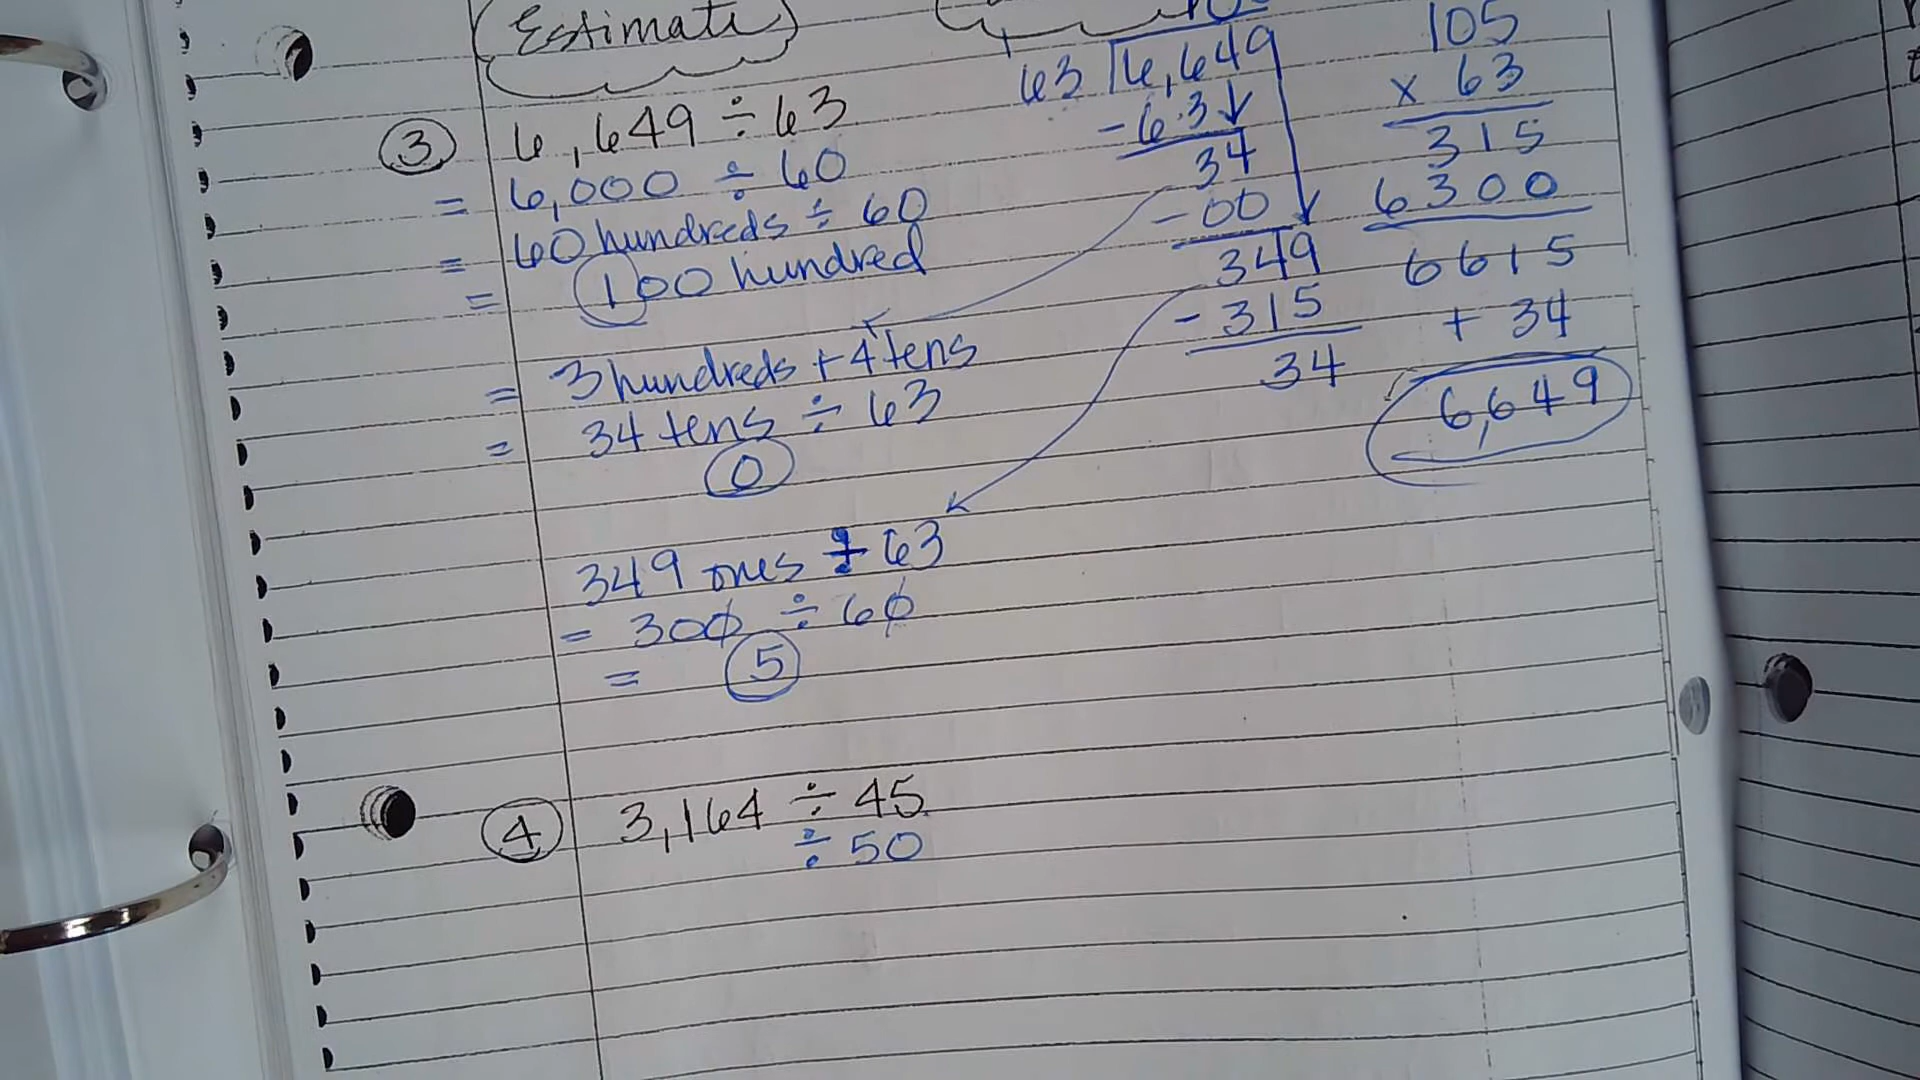 Estimate
③ 6,649 ÷ 63
= 6,000 ÷ 60
= 60 hundreds ÷ 60
= 100 hundred
= 3 hundreds + 4 tens
= 34 tens ÷ 63
0
349 ones ÷ 63
= 300 ÷ 60
= 5
63 6,649
- 63
34
- 00
349
- 315
34
105
x 63
315
6300
6615
+ 34
6,649
④ 3,164 ÷ 45
÷ 50